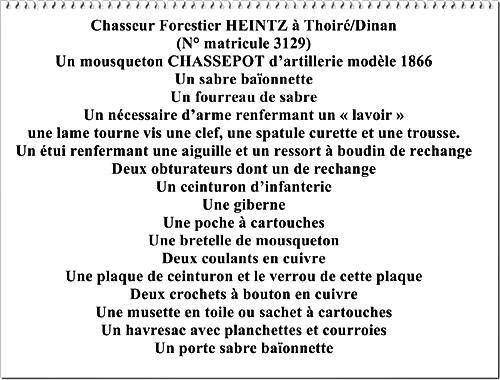 Chasseur Forestier HEINTZ à Thoiré/Dinan
(N° matricule 3129)
Un mousqueton CHASSEPOT d’artillerie modèle 1866
Un sabre baïonnette
Un fourreau de sabre
Un nécessaire d’arme renfermant un « lavoir »
une lame tourne vis une clef, une spatule curette et une trousse.
Un étui renfermant une aiguille et un ressort à boudin de rechange
Deux obturateurs dont un de rechange
Un ceinturon d’infanterie
Une giberne
Une poche à cartouches
Une bretelle de mousqueton
Deux coulants en cuivre
Une plaque de ceinturon et le verrou de cette plaque
Deux crochets à bouton en cuivre
Une musette en toile ou sachet à cartouches
Un havresac avec planchettes et courroies
Un porte sabre baïonnette